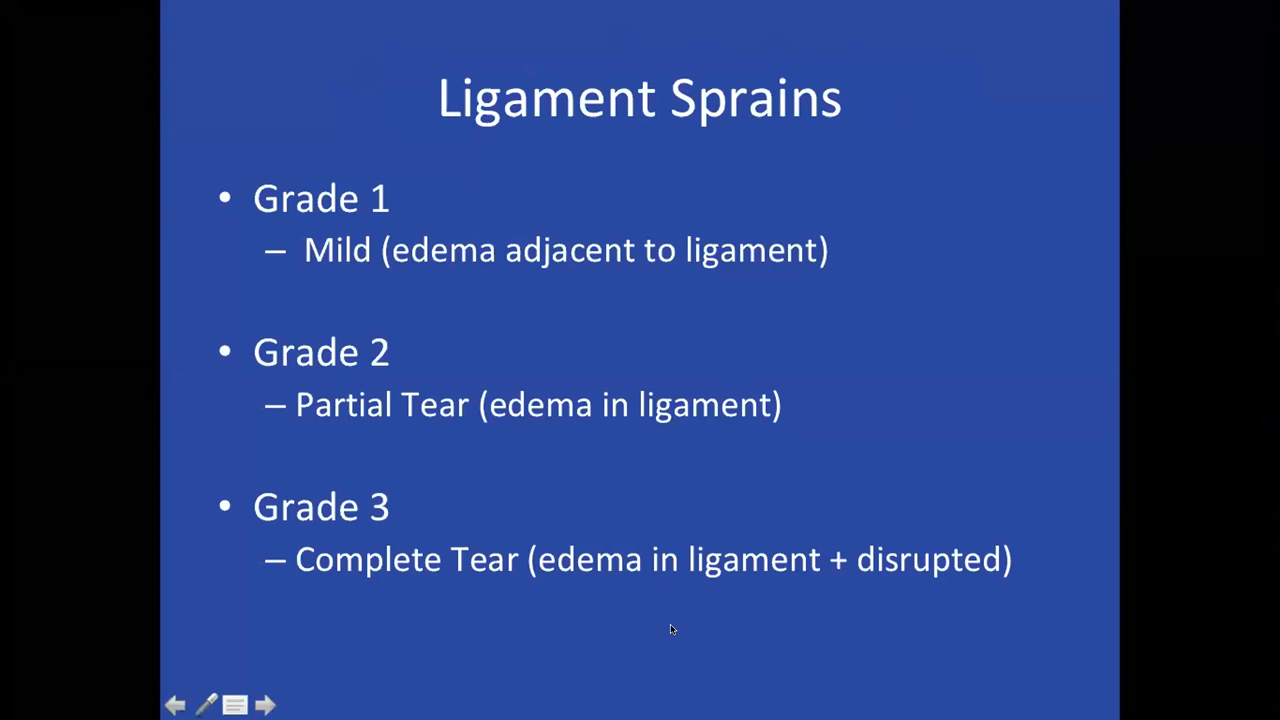 Ligament Sprains
• Grade 1
– Mild (edema adjacent to ligament)
• Grade 2
– Partial Tear (edema in ligament)
• Grade 3
– Complete Tear (edema in ligament + disrupted)